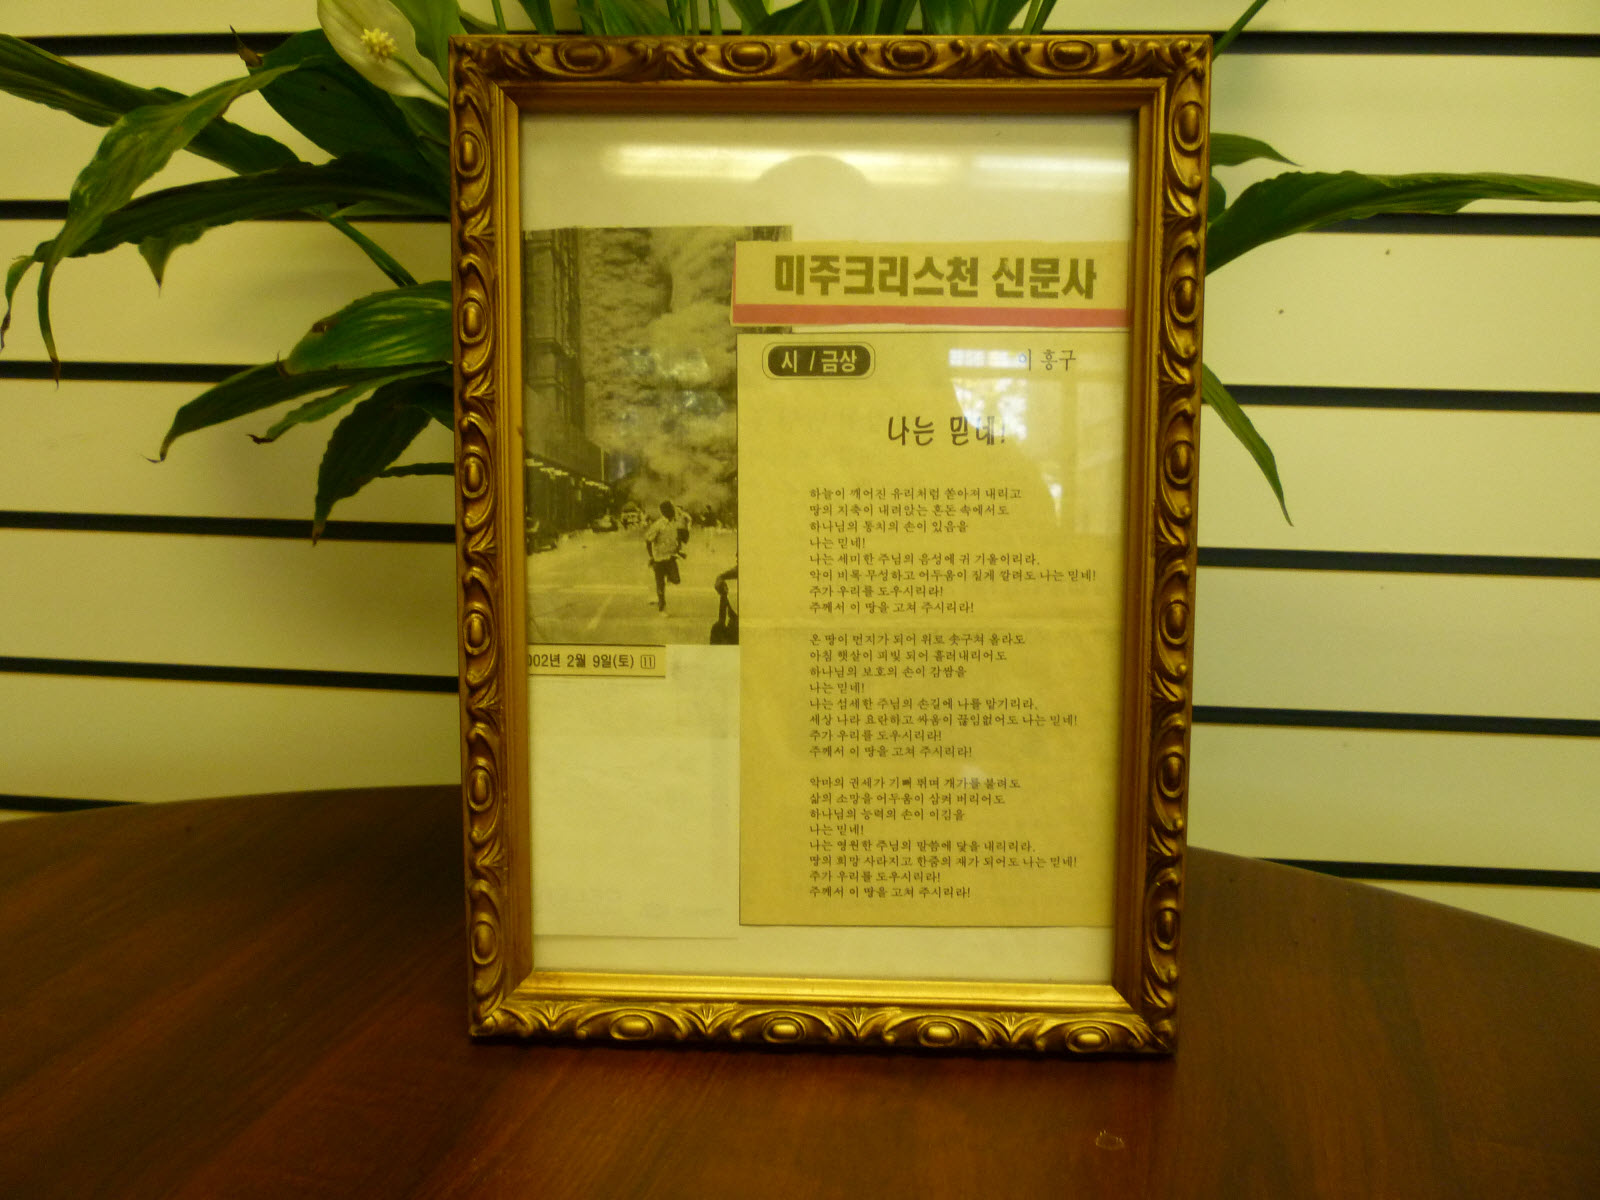 미주크리스천 신문사
시 / 금상
이 흥구
나는 믿네!
하늘이 깨어진 유리처럼 쏟아져 내리고
땅의 지축이 내려앉는 혼돈 속에서도
하나님의 통치의 손이 있음을
나는 믿네!
나는 세미한 주님의 음성에 귀 기울이리라.
악이 비록 무성하고 어두움이 짙게 깔려도 나는 믿네!
주가 우리를 도우시리라!
주께서 이 땅을 고쳐 주시리라!
온 땅이 먼지가 되어 위로 솟구쳐 올라도
아침 햇살이 피빛 되어 흘러내리어도
하나님의 보호의 손이 감쌈을
나는 믿네!
나는 섬세한 주님의 손길에 나를 맡기리라.
세상 나라 요란하고 싸움이 끊임없어도 나는 믿네!
주가 우리를 도우시리라!
주께서 이 땅을 고쳐 주시리라!
악마의 권세가 기뻐 뛰며 개가를 불러도
삶의 소망을 어두움이 삼켜 버리어도
하나님의 능력의 손이 이김을
나는 믿네!
나는 영원한 주님의 말씀에 닻을 내리리라.
땅의 희망 사라지고 한줌의 재가 되어도 나는 믿네!
주가 우리를 도우시리라!
주께서 이 땅을 고쳐 주시리라!
002년 2월 9일(토) 11